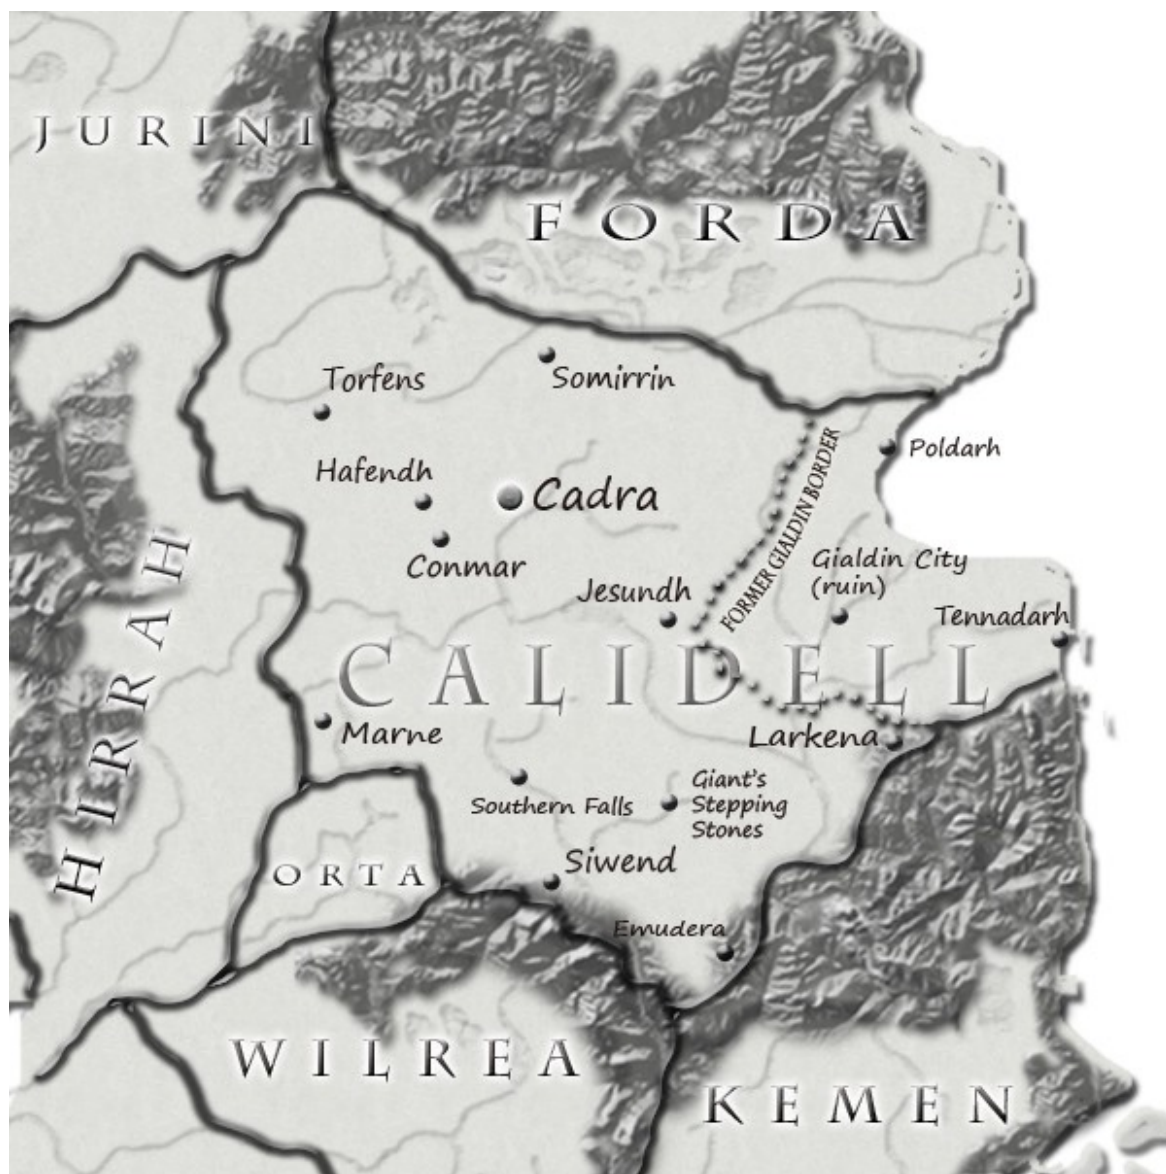 JURINI
FORDA
Torfens
Somirrin
Poldarh
Hafendh
Cadra
FORMER GIALDIN BORDER
Conmar
Gialdin City
(ruin)
Jesundh
Tennadarh
HIRRAH
CALIDELL
Marne
Larkena
Southern Falls
Giant's
Stepping
Stones
Siwend
ORTA
Emudera
WILREA
KEMEN